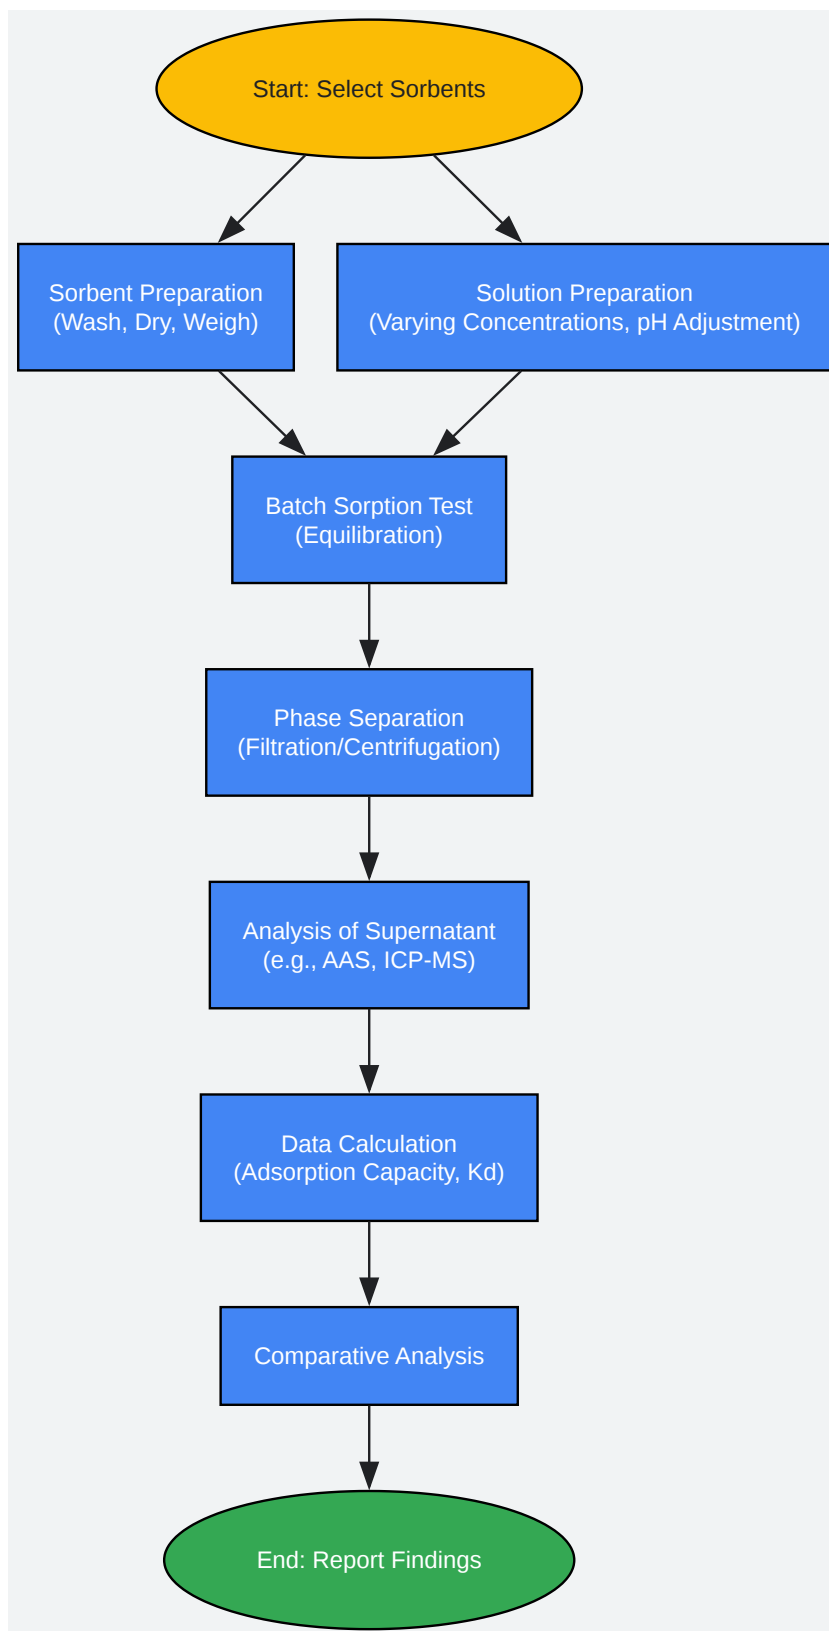 Start: Select Sorbents
Sorbent Preparation
(Wash, Dry, Weigh)
Solution Preparation
(Varying Concentrations, pH Adjustment)
Batch Sorption Test
(Equilibration)
Phase Separation
(Filtration/Centrifugation)
Analysis of Supernatant
(e.g., AAS, ICP-MS)
Data Calculation
(Adsorption Capacity, Kd)
Comparative Analysis
End: Report Findings